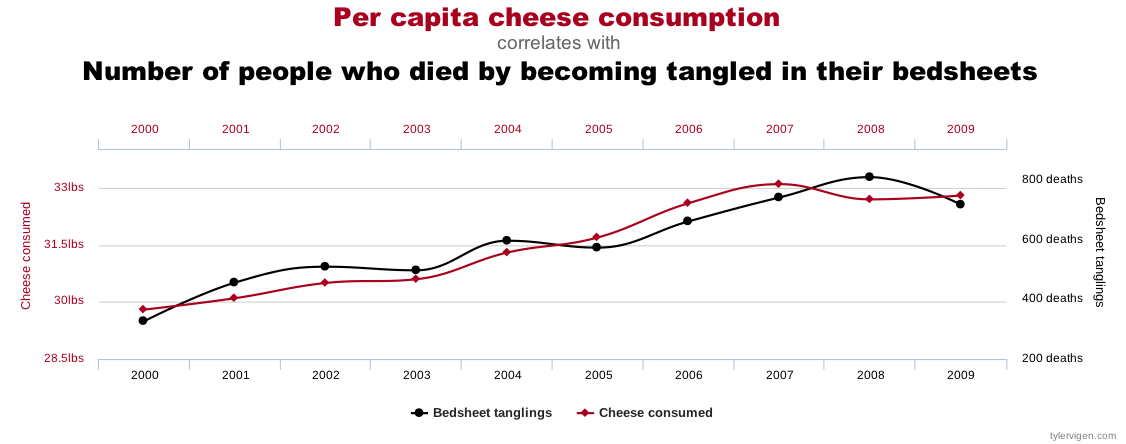 Per capita cheese consumption
correlates with
Number of people who died by becoming tangled in their bedsheets
2000 2001 2002 2003 2004 2005 2006 2007 2008 2009
33lbs
31.5lbs
30lbs
28.5lbs
Cheese consumed
800 deaths
600 deaths
400 deaths
200 deaths
Bedsheet tanglings
2000 2001 2002 2003 2004 2005 2006 2007 2008 2009
Bedsheet tanglings Cheese consumed
tylervigen.com